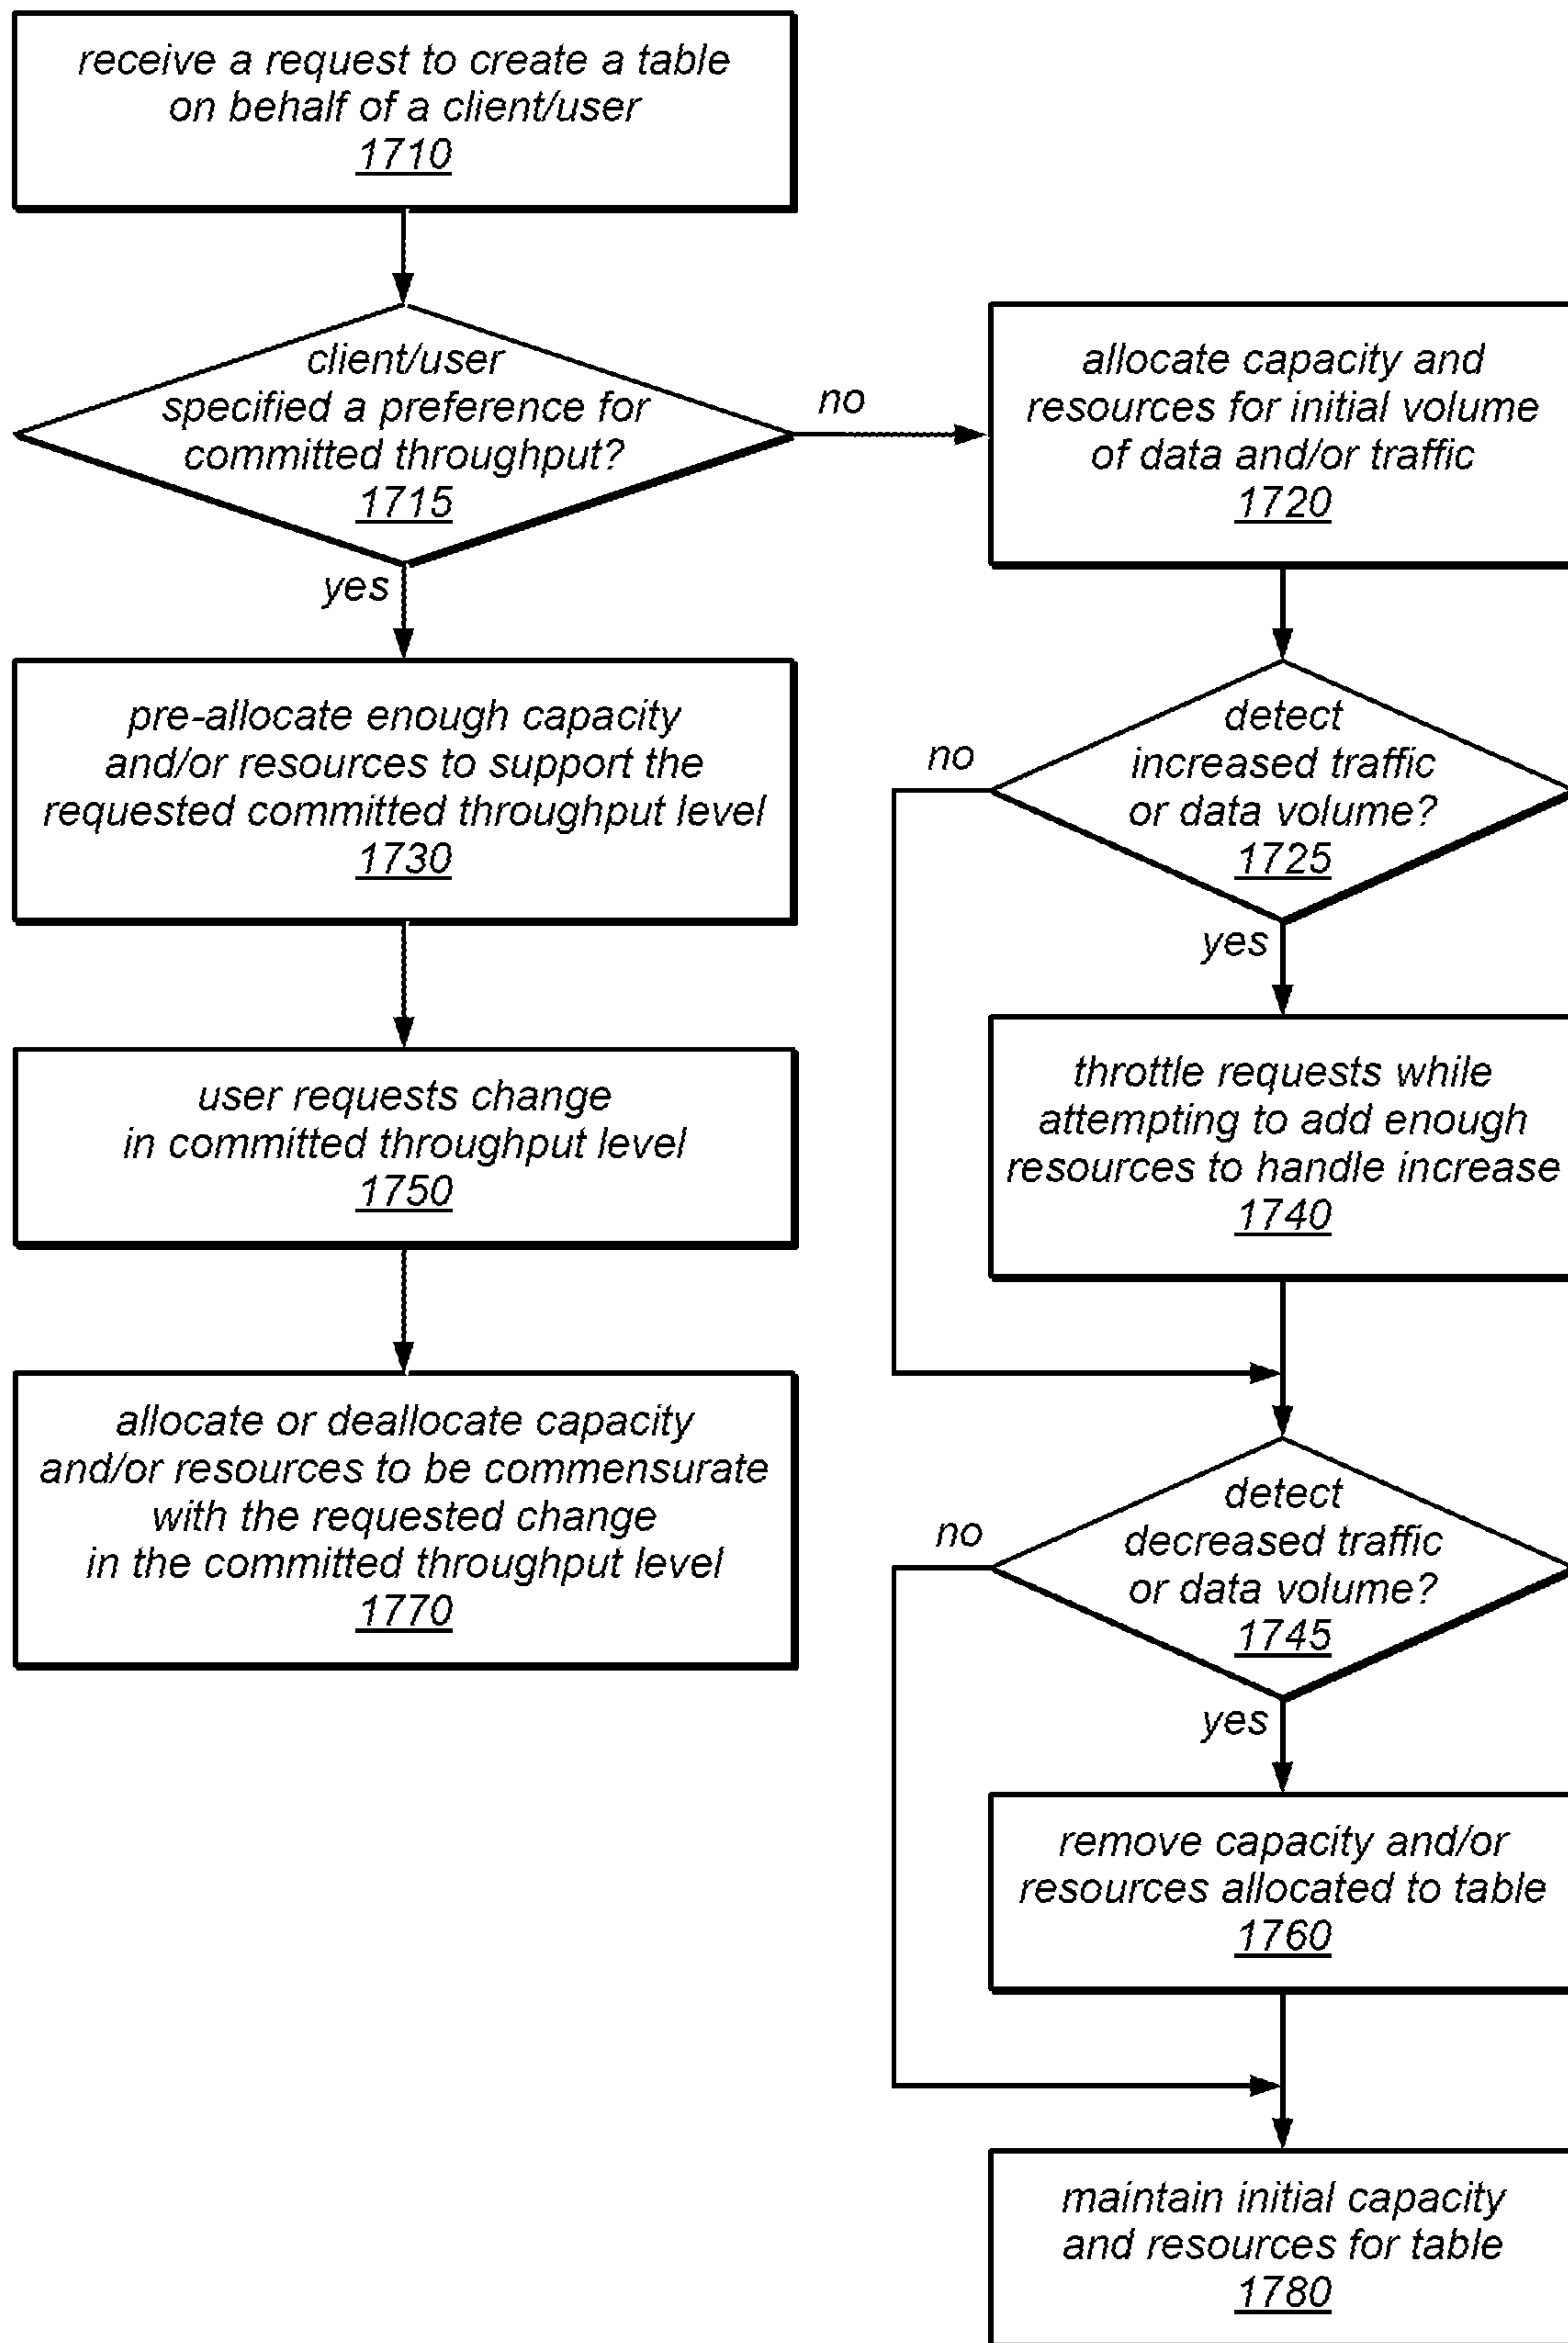 receive a request to create a table
on behalf of a client/user
1710
client/user
specified a preference for
committed throughput?
1715
no
yes
allocate capacity and
resources for initial volume
of data and/or traffic
1720
pre-allocate enough capacity
and/or resources to support the
requested committed throughput level
1730
detect
increased traffic
or data volume?
1725
no
yes
user requests change
in committed throughput level
1750
throttle requests while
attempting to add enough
resources to handle increase
1740
allocate or deallocate capacity
and/or resources to be commensurate
with the requested change
in the committed throughput level
1770
detect
decreased traffic
or data volume?
1745
no
yes
remove capacity and/or
resources allocated to table
1760
maintain initial capacity
and resources for table
1780